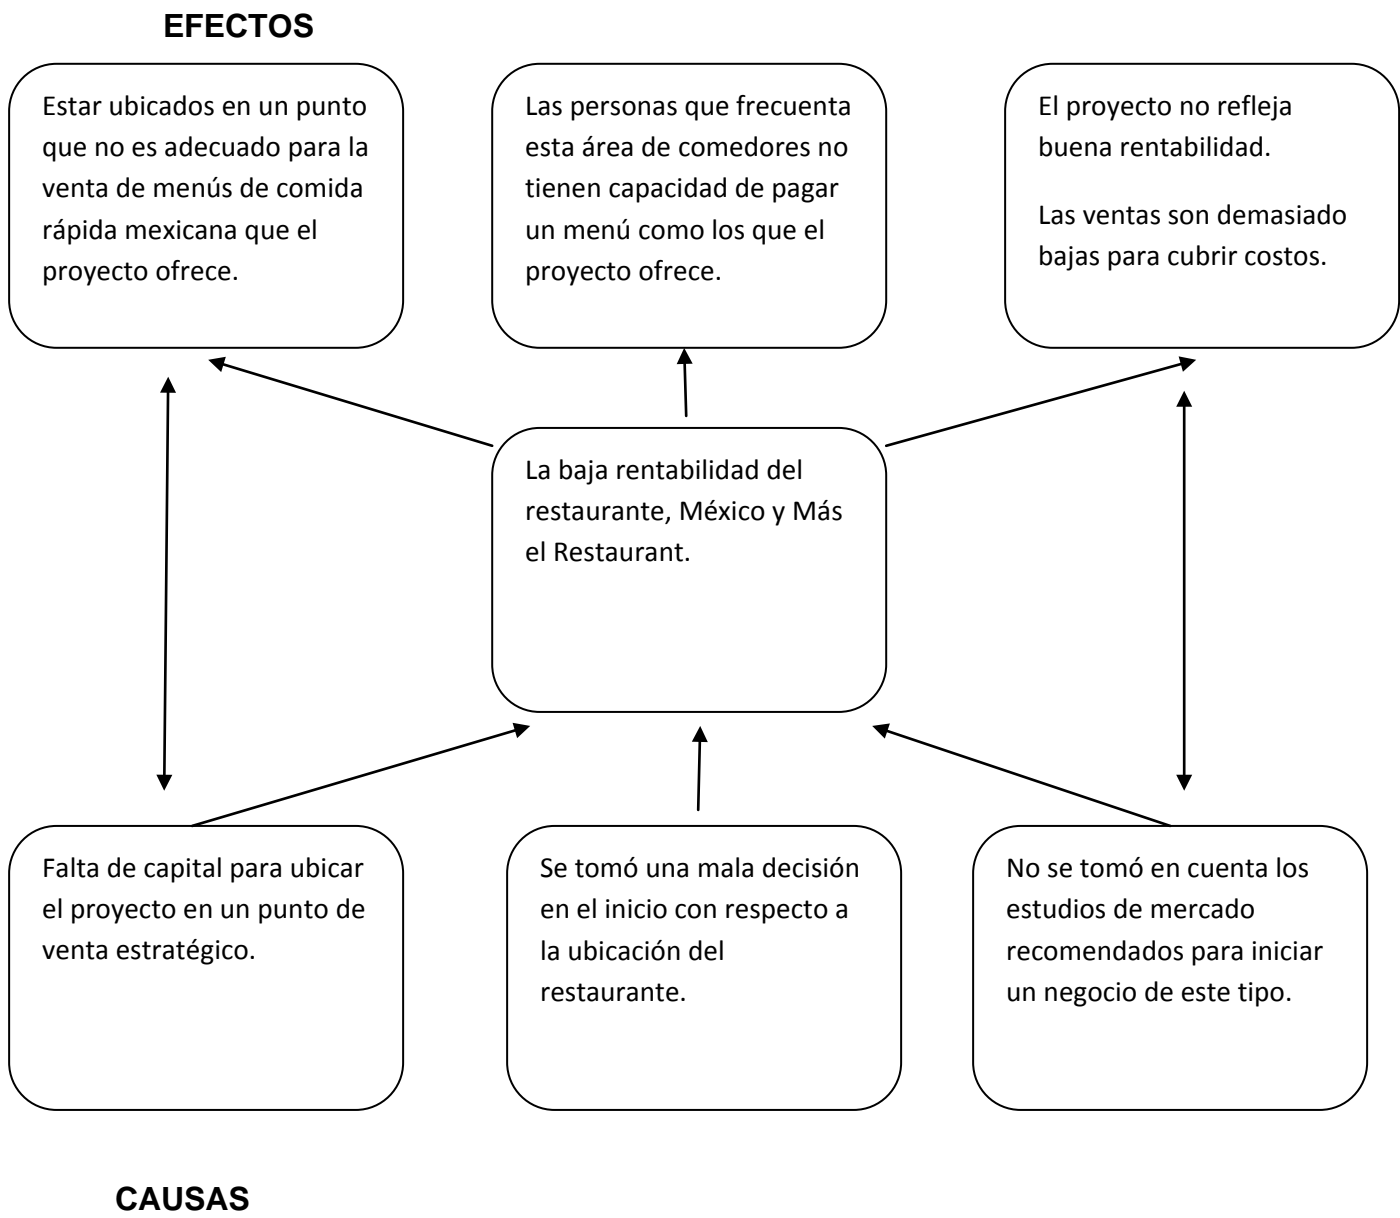 EFECTOS
Estar ubicados en un punto
que no es adecuado para la
venta de menús de comida
rápida mexicana que el
proyecto ofrece.
Las personas que frecuenta
esta área de comedores no
tienen capacidad de pagar
un menú como los que el
proyecto ofrece.
El proyecto no refleja
buena rentabilidad.
Las ventas son demasiado
bajas para cubrir costos.
La baja rentabilidad del
restaurante, México y Más
el Restaurant.
Falta de capital para ubicar
el proyecto en un punto de
venta estratégico.
Se tomó una mala decisión
en el inicio con respecto a
la ubicación del
restaurante.
No se tomó en cuenta los
estudios de mercado
recomendados para iniciar
un negocio de este tipo.
CAUSAS